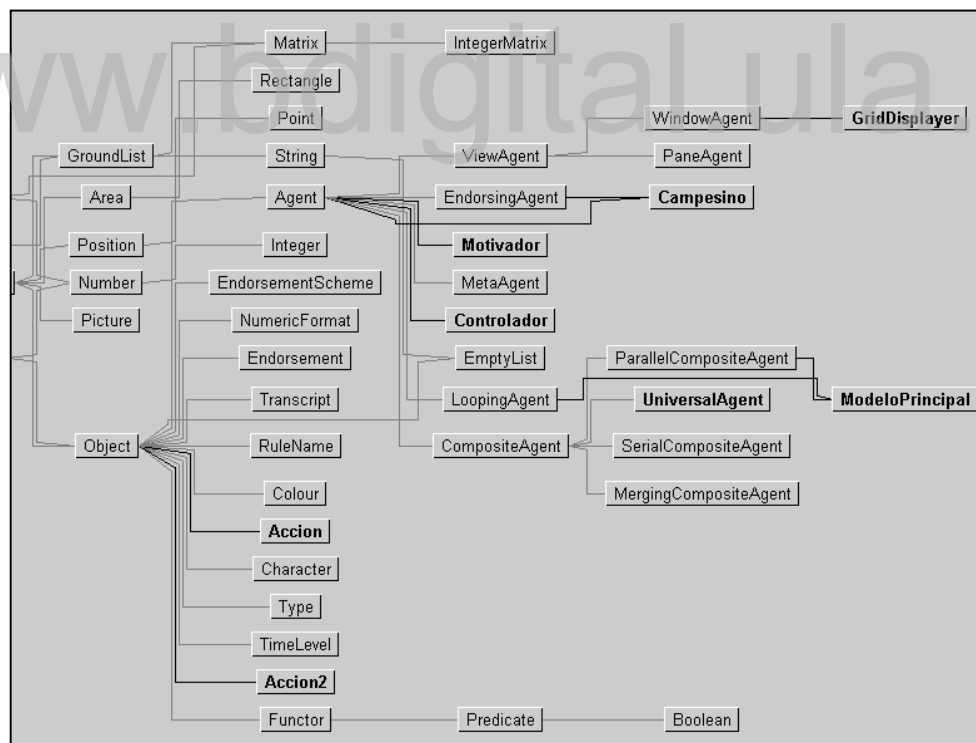 ww.bdigital.ula
Matrix IntegerMatrix
Rectangle
Point WindowAgent GridDisplayer
GroundList String ViewAgent PaneAgent
Area Agent EndorsingAgent Campesino
Position Integer Motivador
Number EndorsementScheme MetaAgent
Picture NumericFormat Controlador
Endorsement EmptyList ParallelCompositeAgent
Transcript LoopingAgent UniversalAgent ModeloPrincipal
Object RuleName CompositeAgent SerialCompositeAgent
Colour MergingCompositeAgent
Accion
Character
Type
TimeLevel
Accion2
Functor Predicate Boolean